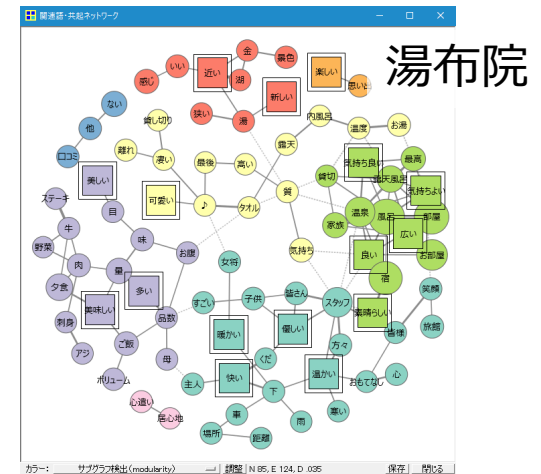 関連語・共起ネットワーク
湯布院
金
いい
近い
景色
楽しい
感じ
湖
思い出
新しい
ない
狭い
湯
貸し切り
内風呂
他
温度
お湯
口コミ
離れ
凄い
露天
最後
高い
気持ち良い
最高
美しい
貸切
露天風呂
質
気持ちよい
ステーキ
可愛い
♪
タオル
目
温泉
風呂
部屋
牛
家族
広い
野菜
味
お腹
気持ち
良い
お部屋
肉
量
女将
宿
夕食
多い
皆さん
笑顔
すごい
子供
スタッフ
美味しい
素晴らしい
刺身
品数
暖かい
優しい
皆様
旅館
アジ
ご飯
方々
母
くだ
ボリューム
主人
快い
温かい
おもてなし
心
下
心遣い
居心地
車
寒い
雨
場所
距離
カラー:
サブグラフ検出(modularity)
調整
N 85, E 124, D .035
保存
閉じる